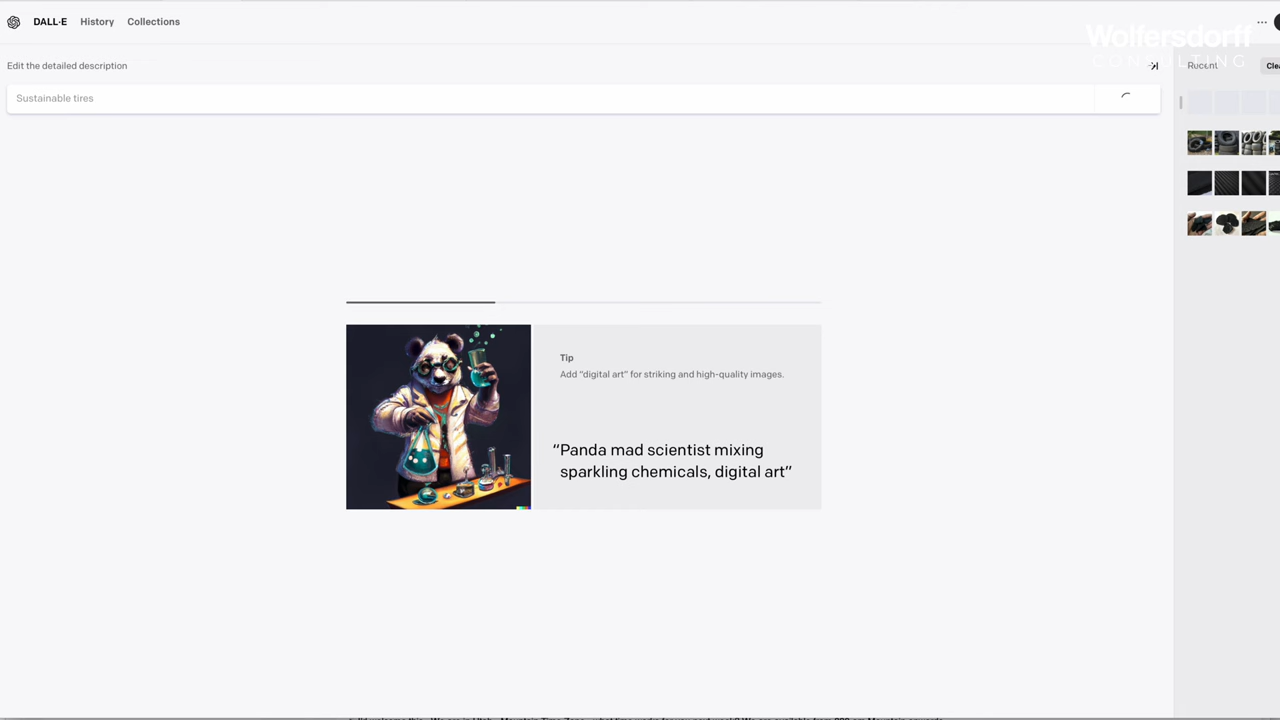 DALL·E History Collections
Wolfersdorff
CONSULTING
Edit the detailed description
Recent
Sustainable tires
Tip
Add "digital art" for striking and high-quality images.
“Panda mad scientist mixing
sparkling chemicals, digital art”